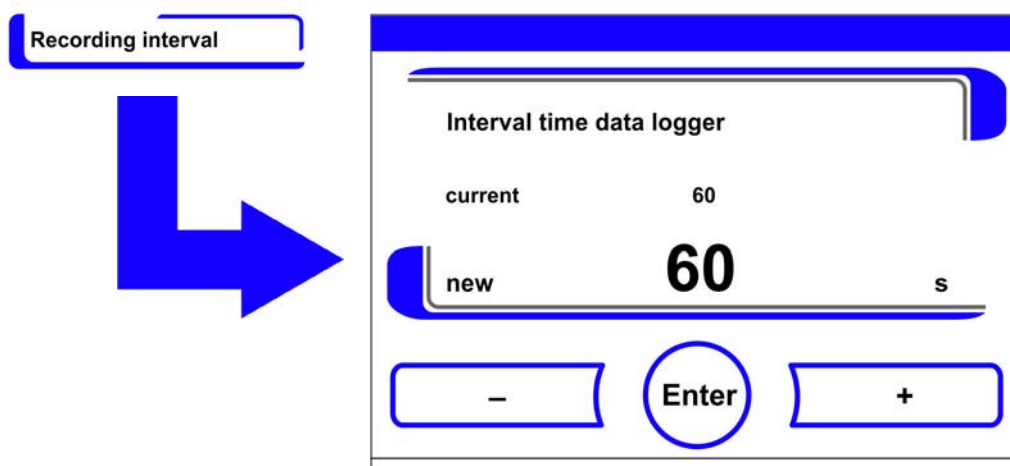 Recording interval
Interval time data logger
current 60
new 60 s
– Enter +